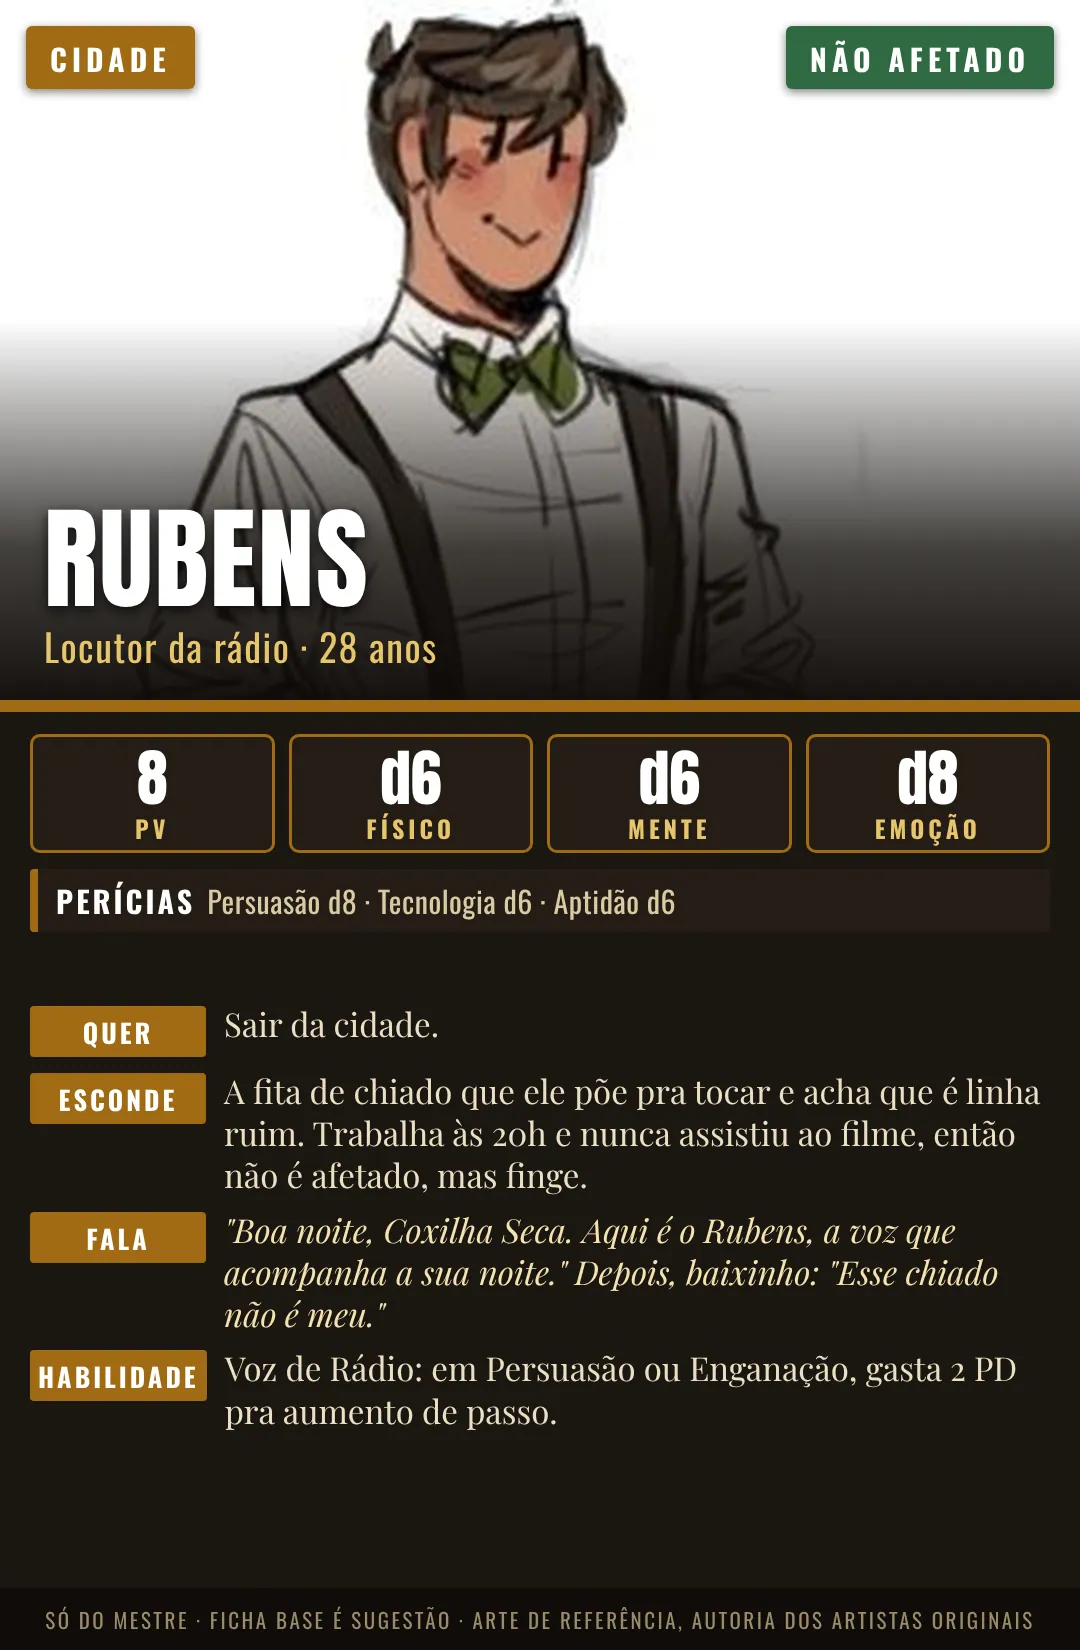 CIDADE
NÃO AFETADO
RUBENS
Locutor da rádio · 28 anos
8
PV
d6
FÍSICO
d6
MENTE
d8
EMOÇÃO
PERÍCIAS Persuasão d8 · Tecnologia d6 · Aptidão d6
QUER
Sair da cidade.
ESCONDE
A fita de chiado que ele põe pra tocar e acha que é linha
ruim. Trabalha às 20h e nunca assistiu ao filme, então
não é afetado, mas finge.
FALA
"Boa noite, Coxilha Seca. Aqui é o Rubens, a voz que
acompanha a sua noite." Depois, baixinho: "Esse chiado
não é meu."
HABILIDADE
Voz de Rádio: em Persuasão ou Enganação, gasta 2 PD
pra aumento de passo.
SÓ DO MESTRE · FICHA BASE É SUGESTÃO · ARTE DE REFERÊNCIA, AUTORIA DOS ARTISTAS ORIGINAIS